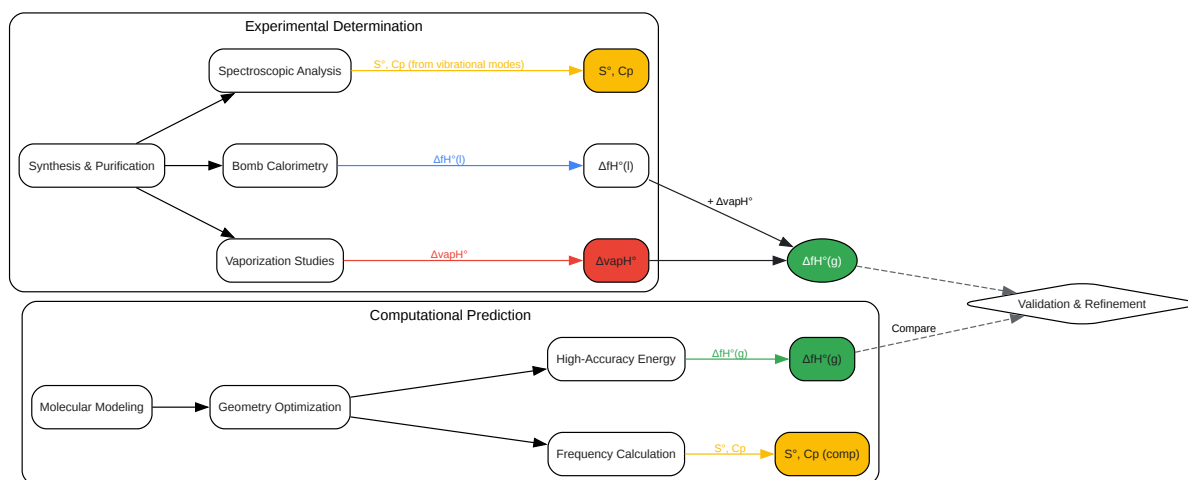 Experimental Determination
Spectroscopic Analysis
S°, Cp (from vibrational modes)
S°, Cp
Synthesis & Purification
Bomb Calorimetry
ΔfH°(l)
ΔfH°(l)
+ ΔvapH°
Vaporization Studies
ΔvapH°
ΔvapH°
ΔfH°(g)
Validation & Refinement
Computational Prediction
Compare
High-Accuracy Energy
ΔfH°(g)
ΔfH°(g)
Molecular Modeling
Geometry Optimization
Frequency Calculation
S°, Cp
S°, Cp (comp)